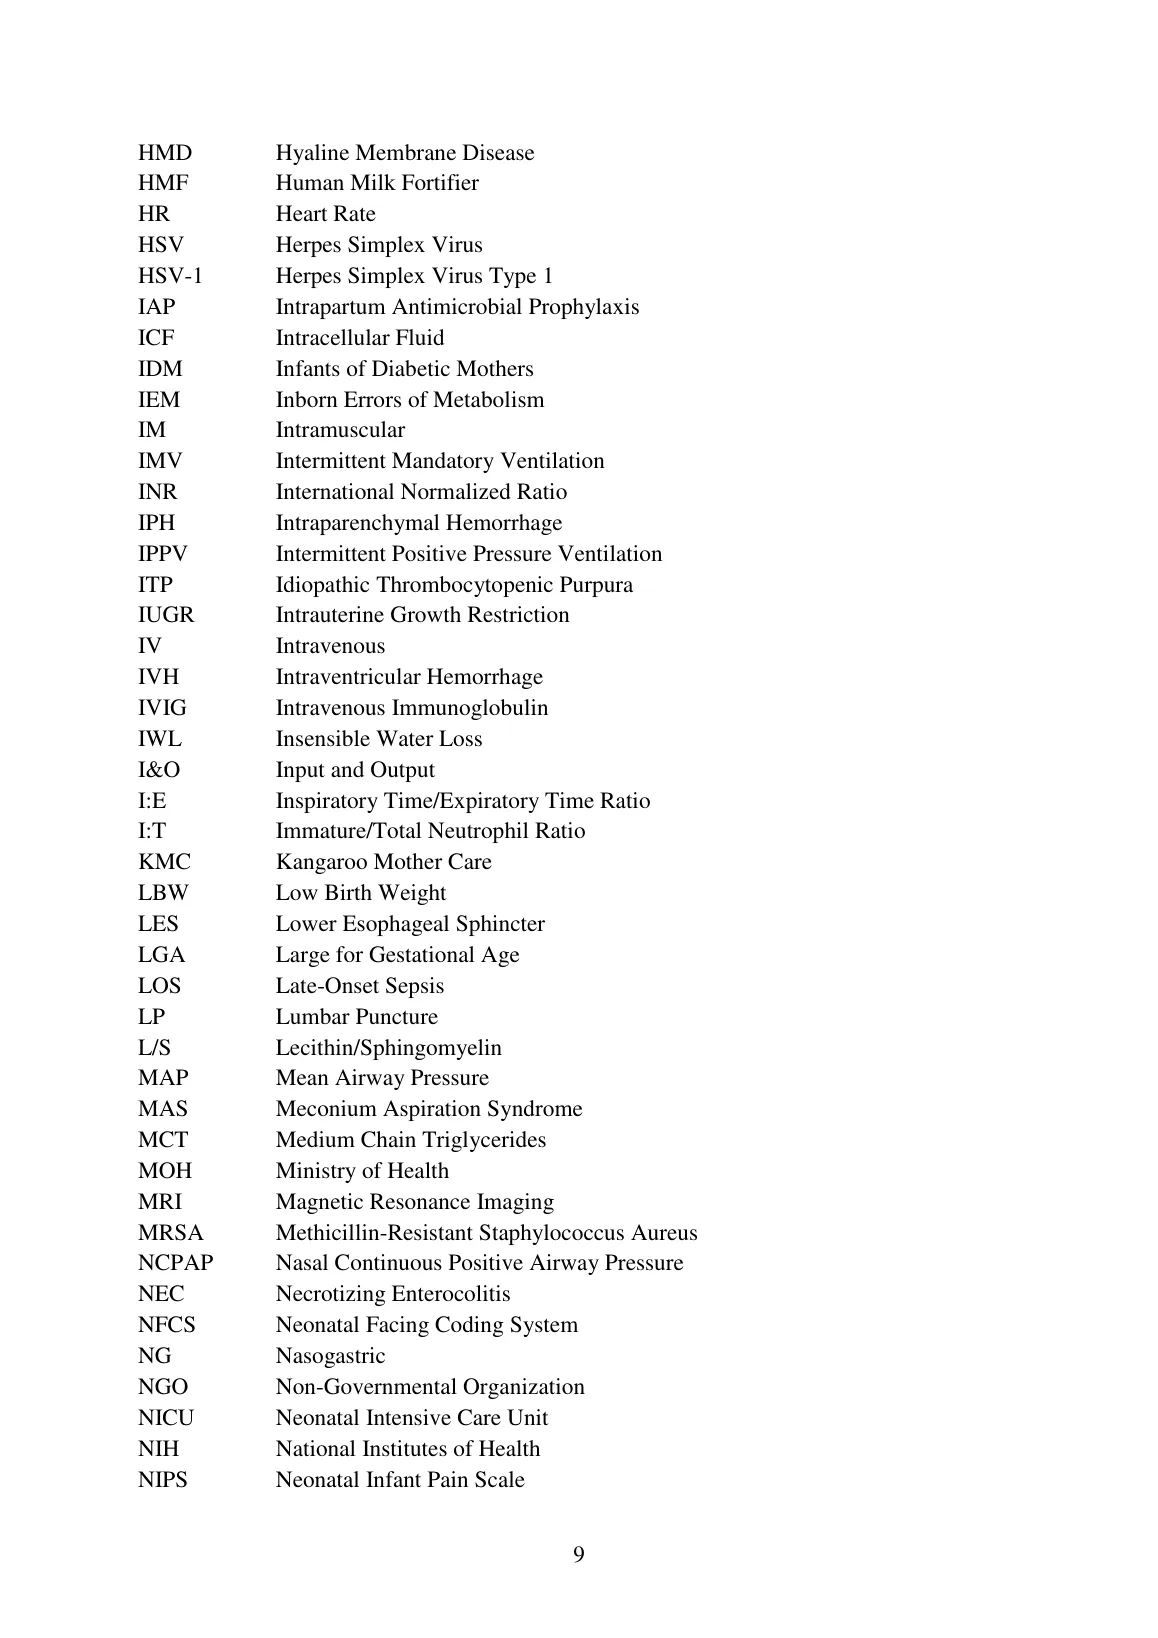 HMD Hyaline Membrane Disease
HMF Human Milk Fortifier
HR Heart Rate
HSV Herpes Simplex Virus
HSV-1 Herpes Simplex Virus Type 1
IAP Intrapartum Antimicrobial Prophylaxis
ICF Intracellular Fluid
IDM Infants of Diabetic Mothers
IEM Inborn Errors of Metabolism
IM Intramuscular
IMV Intermittent Mandatory Ventilation
INR International Normalized Ratio
IPH Intraparenchymal Hemorrhage
IPPV Intermittent Positive Pressure Ventilation
ITP Idiopathic Thrombocytopenic Purpura
IUGR Intrauterine Growth Restriction
IV Intravenous
IVH Intraventricular Hemorrhage
IVIG Intravenous Immunoglobulin
IWL Insensible Water Loss
I&O Input and Output
I:E Inspiratory Time/Expiratory Time Ratio
I:T Immature/Total Neutrophil Ratio
KMC Kangaroo Mother Care
LBW Low Birth Weight
LES Lower Esophageal Sphincter
LGA Large for Gestational Age
LOS Late-Onset Sepsis
LP Lumbar Puncture
L/S Lecithin/Sphingomyelin
MAP Mean Airway Pressure
MAS Meconium Aspiration Syndrome
MCT Medium Chain Triglycerides
MOH Ministry of Health
MRI Magnetic Resonance Imaging
MRSA Methicillin-Resistant Staphylococcus Aureus
NCPAP Nasal Continuous Positive Airway Pressure
NEC Necrotizing Enterocolitis
NFCS Neonatal Facing Coding System
NG Nasogastric
NGO Non-Governmental Organization
NICU Neonatal Intensive Care Unit
NIH National Institutes of Health
NIPS Neonatal Infant Pain Scale
9